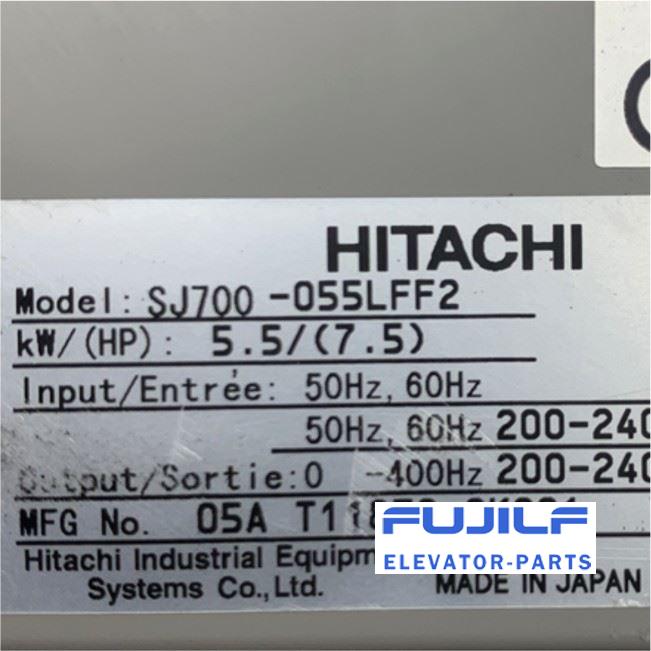 HITACHI
Model: SJ700-055LFF2
kW/(HP): 5.5/(7.5)
Input/Entrée: 50Hz, 60Hz
50Hz, 60Hz 200-240
Output/Sortie: 0 -400Hz 200-240
MFG No. 05A
FUJILF
ELEVATOR-PARTS
Hitachi Industrial
Systems Co., Ltd. MADE IN JAPAN